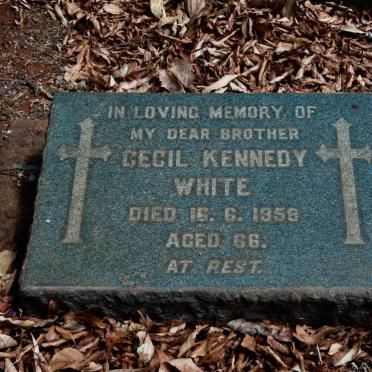 IN LOVING MEMORY OF
MY DEAR BROTHER
CECIL KENNEDY
WHITE
DIED 16. 6. 1958
AGED 66.
AT REST.